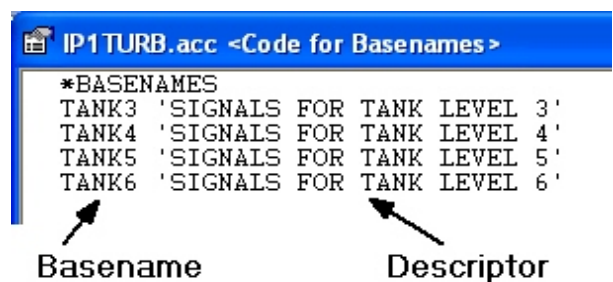 IP1TURB.acc <Code for Basenames>
*BASENAMES
TANK3 'SIGNALS FOR TANK LEVEL 3'
TANK4 'SIGNALS FOR TANK LEVEL 4'
TANK5 'SIGNALS FOR TANK LEVEL 5'
TANK6 'SIGNALS FOR TANK LEVEL 6'
Basename Descriptor